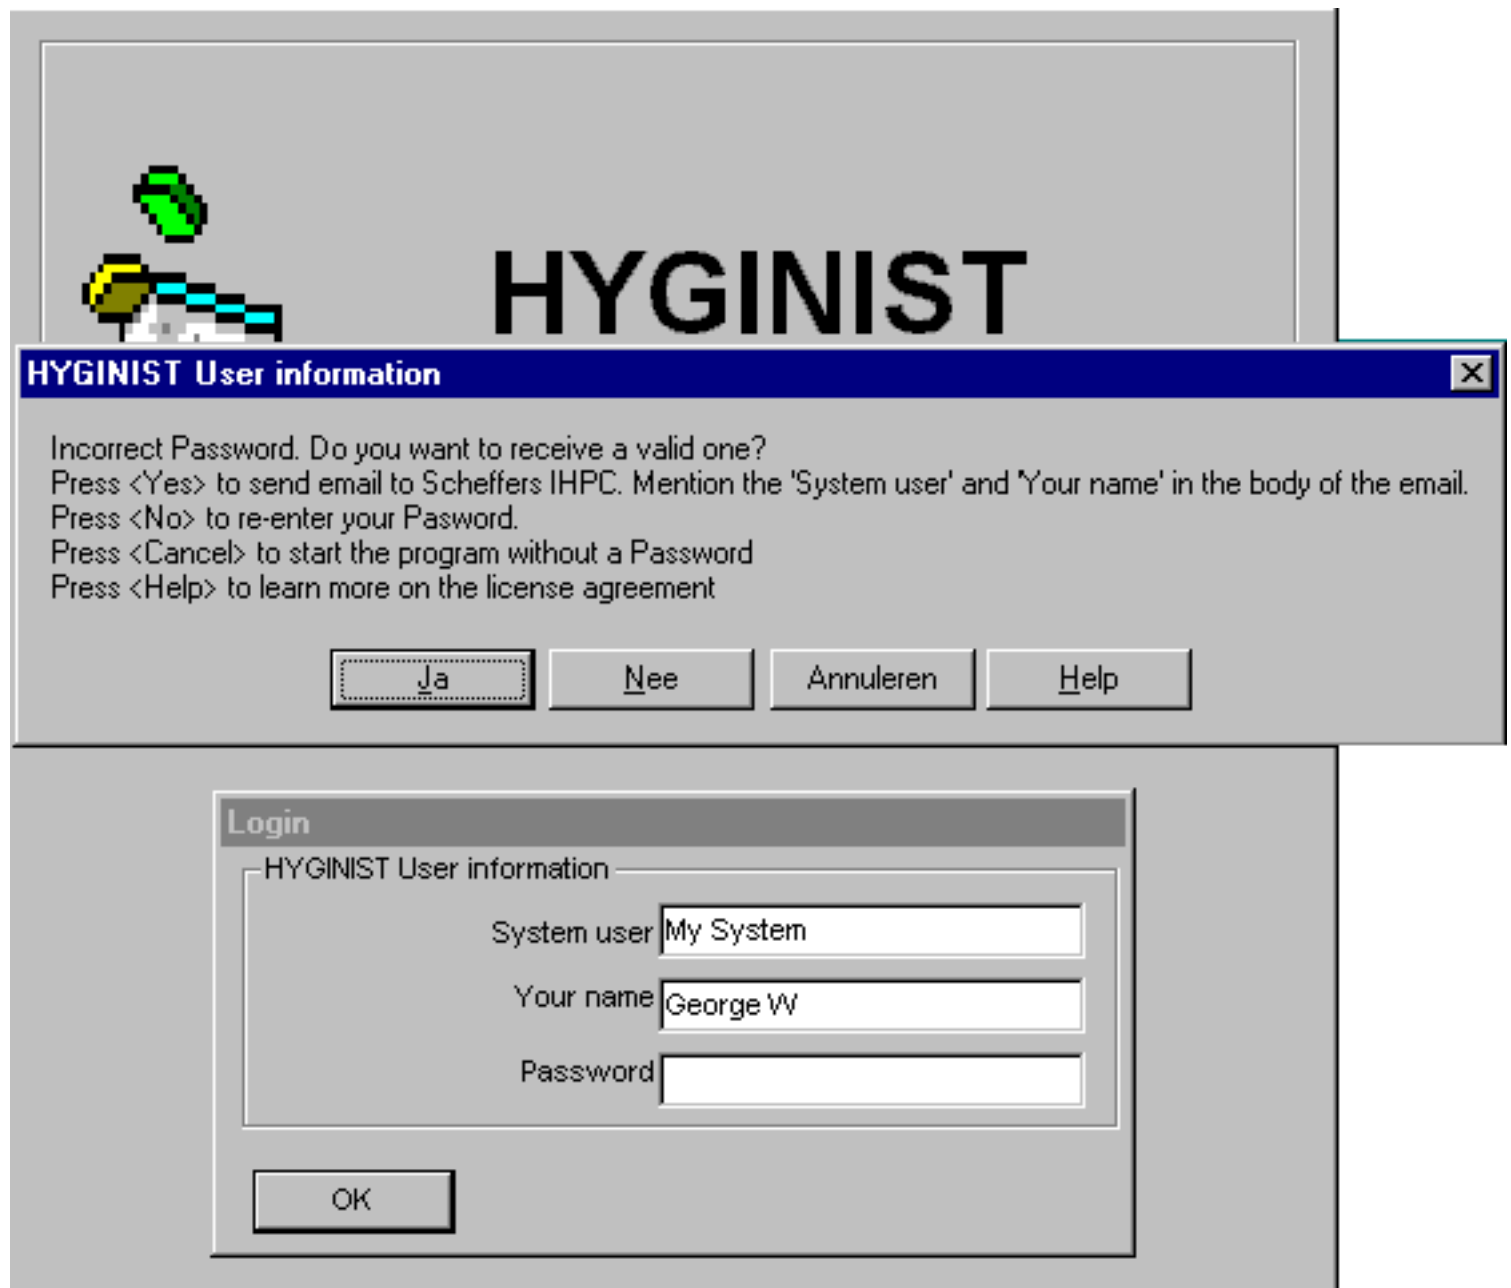 HYGINIST
HYGINIST User information
Incorrect Password. Do you want to receive a valid one?
Press <Yes> to send email to Scheffers IHPC. Mention the 'System user' and 'Your name' in the body of the email.
Press <No> to re-enter your Pasword.
Press <Cancel> to start the program without a Password
Press <Help> to learn more on the license agreement
Ja Nee Annuleren Help
Login
HYGINIST User information
System user My System
Your name George W
Password
OK